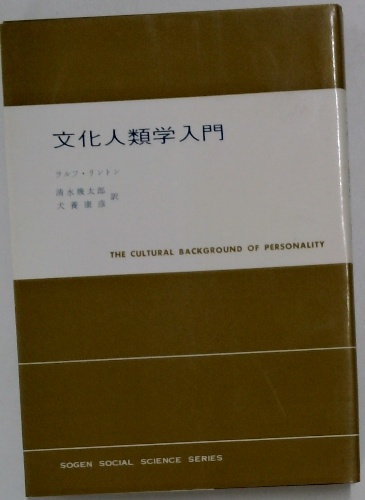 文化人類学入門
ラルフ・リントン
清水幾太郎
犬養康彦
訳
THE CULTURAL BACKGROUND OF PERSONALITY
SOGEN SOCIAL SCIENCE SERIES